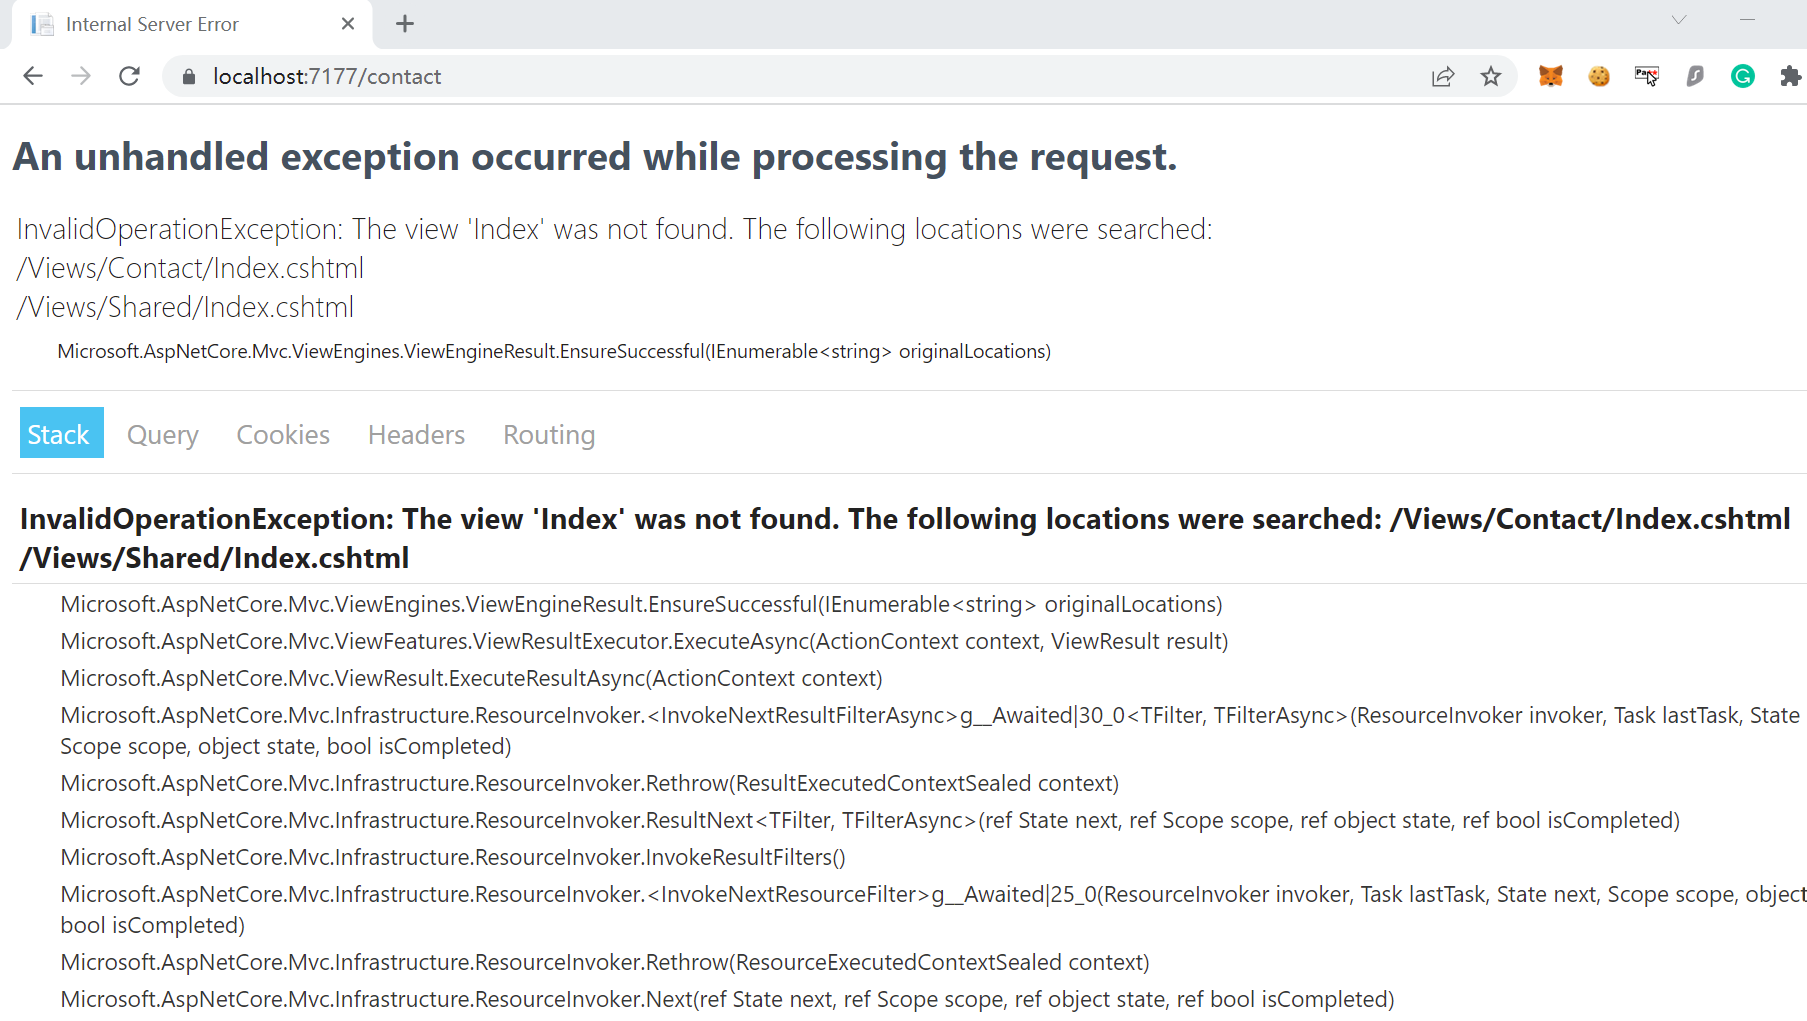 Internal Server Error
localhost:7177/contact
An unhandled exception occurred while processing the request.
InvalidOperationException: The view 'Index' was not found. The following locations were searched:
/Views/Contact/Index.cshtml
/Views/Shared/Index.cshtml
Microsoft.AspNetCore.Mvc.ViewEngines.ViewEngineResult.EnsureSuccessful(IEnumerable<string> originalLocations)
Stack Query Cookies Headers Routing
InvalidOperationException: The view 'Index' was not found. The following locations were searched: /Views/Contact/Index.cshtml
/Views/Shared/Index.cshtml
Microsoft.AspNetCore.Mvc.ViewEngines.ViewEngineResult.EnsureSuccessful(IEnumerable<string> originalLocations)
Microsoft.AspNetCore.Mvc.ViewFeatures.ViewResultExecutor.ExecuteAsync(ActionContext context, ViewResult result)
Microsoft.AspNetCore.Mvc.ViewResult.ExecuteResultAsync(ActionContext context)
Microsoft.AspNetCore.Mvc.Infrastructure.ResourceInvoker.<InvokeNextResultFilterAsync>g__Awaited|30_0<TFilter, TFilterAsync>(ResourceInvoker invoker, Task lastTask, State
Scope scope, object state, bool isCompleted)
Microsoft.AspNetCore.Mvc.Infrastructure.ResourceInvoker.Rethrow(ResultExecutedContextSealed context)
Microsoft.AspNetCore.Mvc.Infrastructure.ResourceInvoker.ResultNext<TFilter, TFilterAsync>(ref State next, ref Scope scope, ref object state, ref bool isCompleted)
Microsoft.AspNetCore.Mvc.Infrastructure.ResourceInvoker.InvokeResultFilters()
Microsoft.AspNetCore.Mvc.Infrastructure.ResourceInvoker.<InvokeNextResourceFilter>g__Awaited|25_0(ResourceInvoker invoker, Task lastTask, State next, Scope scope, object
bool isCompleted)
Microsoft.AspNetCore.Mvc.Infrastructure.ResourceInvoker.Rethrow(ResourceExecutedContextSealed context)
Microsoft.AspNetCore.Mvc.Infrastructure.ResourceInvoker.Next(ref State next, ref Scope scope, ref object state, ref bool isCompleted)